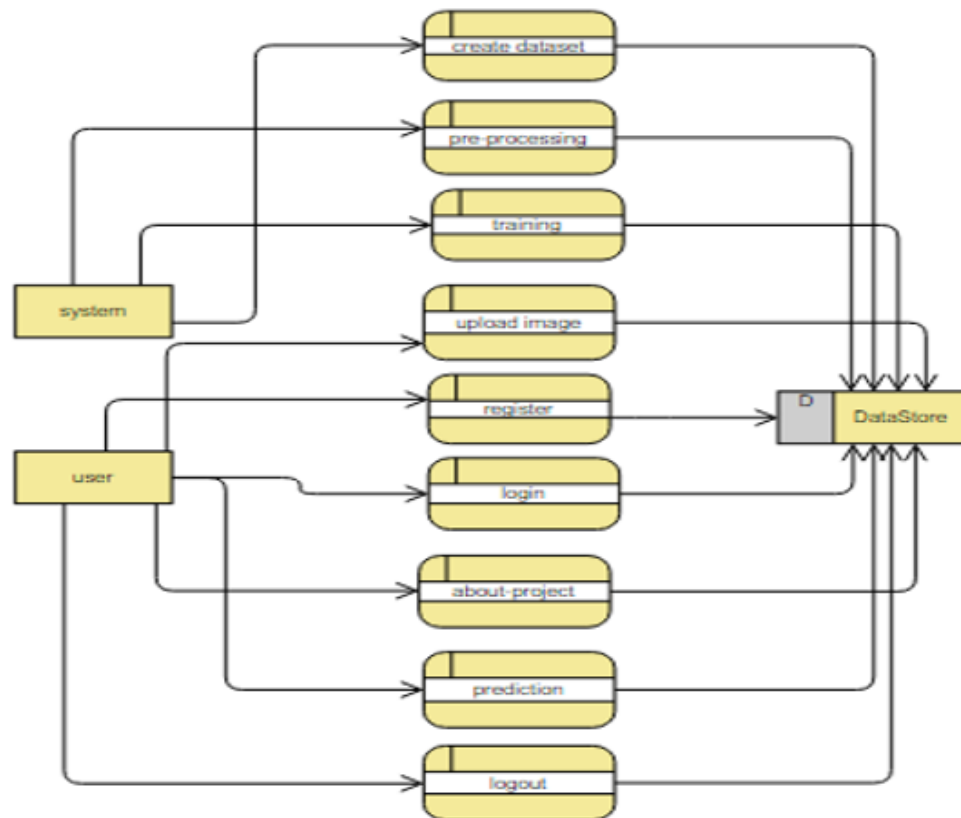 create dataset
pre-processing
training
system
upload image
register
D
DataStore
user
login
about-project
prediction
logout